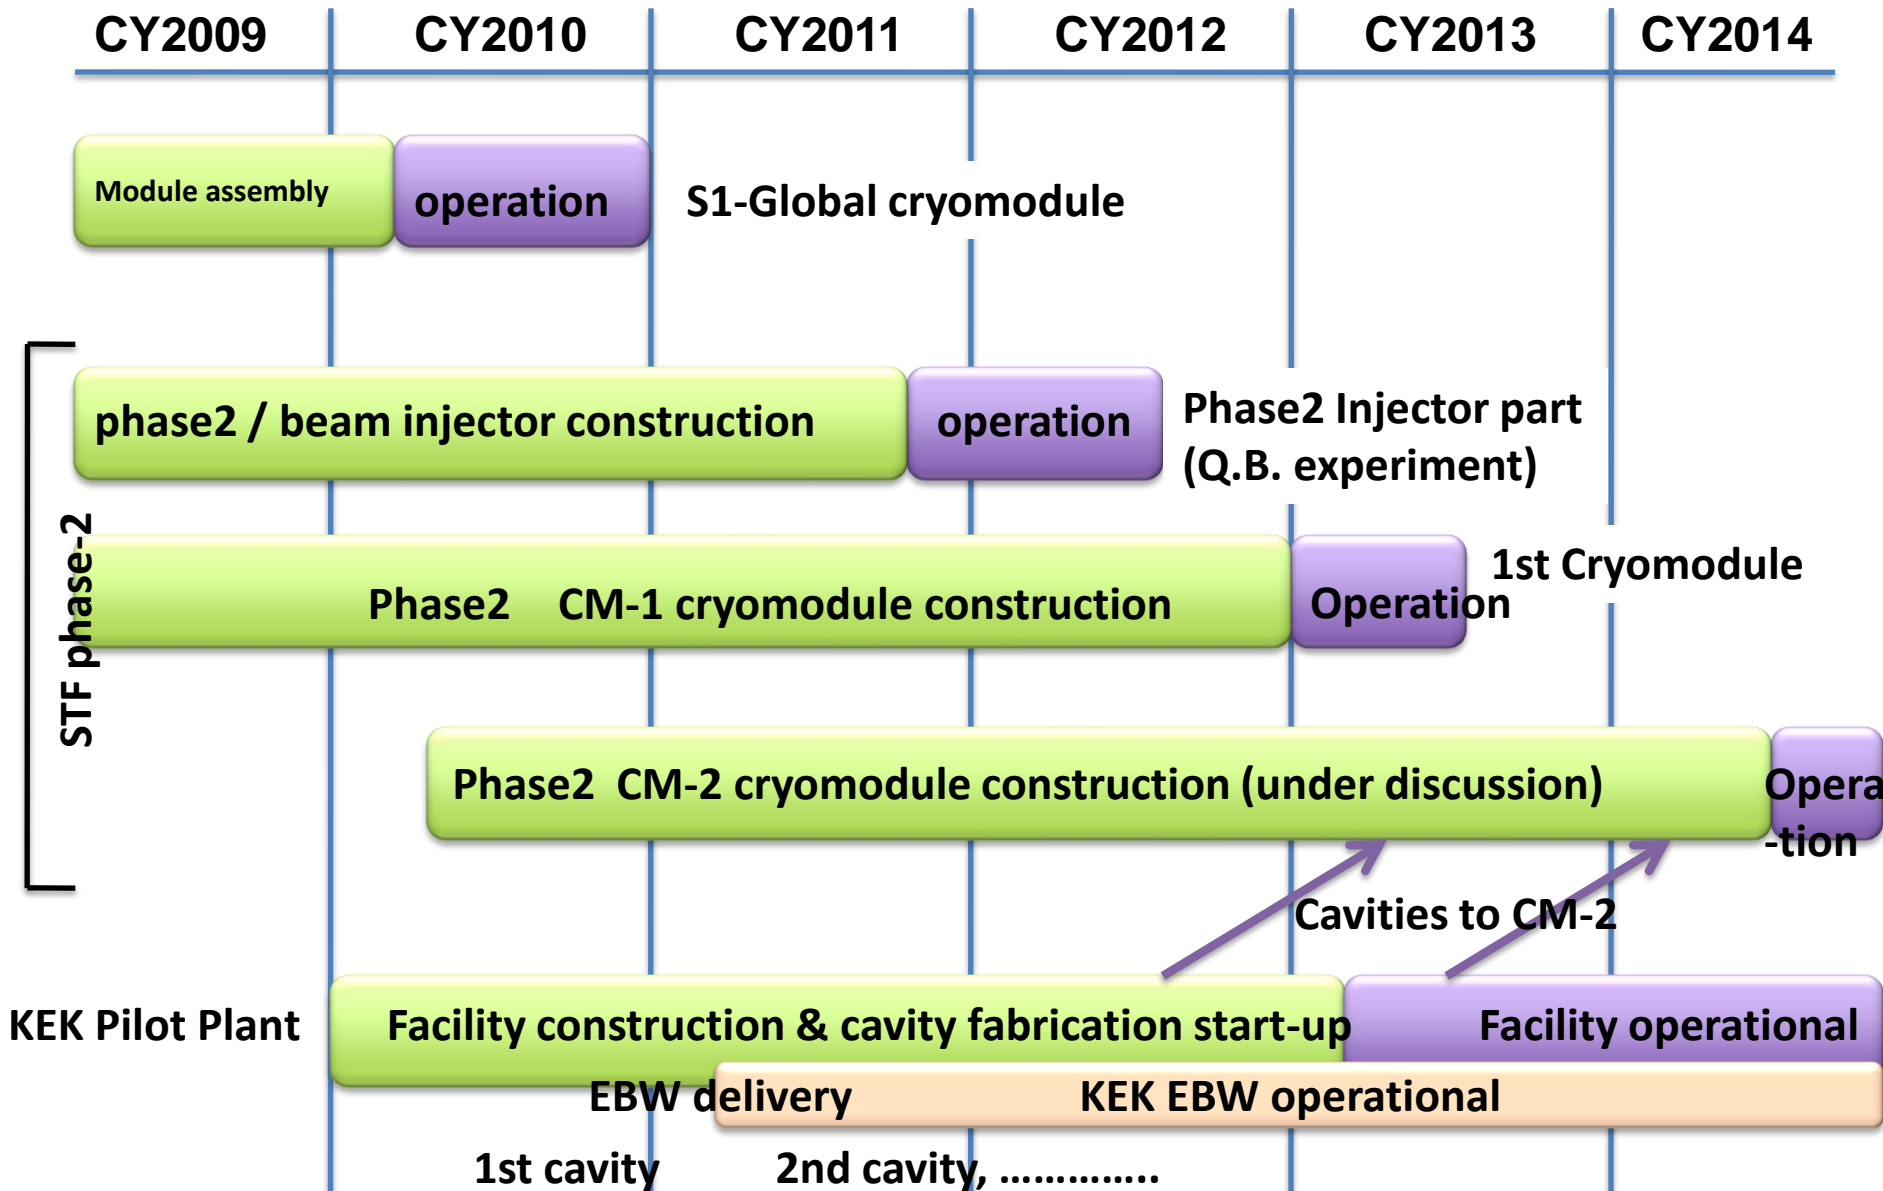 CY2009 CY2010 CY2011 CY2012 CY2013 CY2014
Module assembly
operation
S1-Global cryomodule
phase2 / beam injector construction
operation
Phase2 Injector part
(Q.B. experiment)
STF phase-2
Phase2 CM-1 cryomodule construction
Operation
1st Cryomodule
Phase2 CM-2 cryomodule construction (under discussion)
Opera
-tion
Cavities to CM-2
KEK Pilot Plant
Facility construction & cavity fabrication start-up
Facility operational
EBW delivery
KEK EBW operational
1st cavity
2nd cavity, …………..